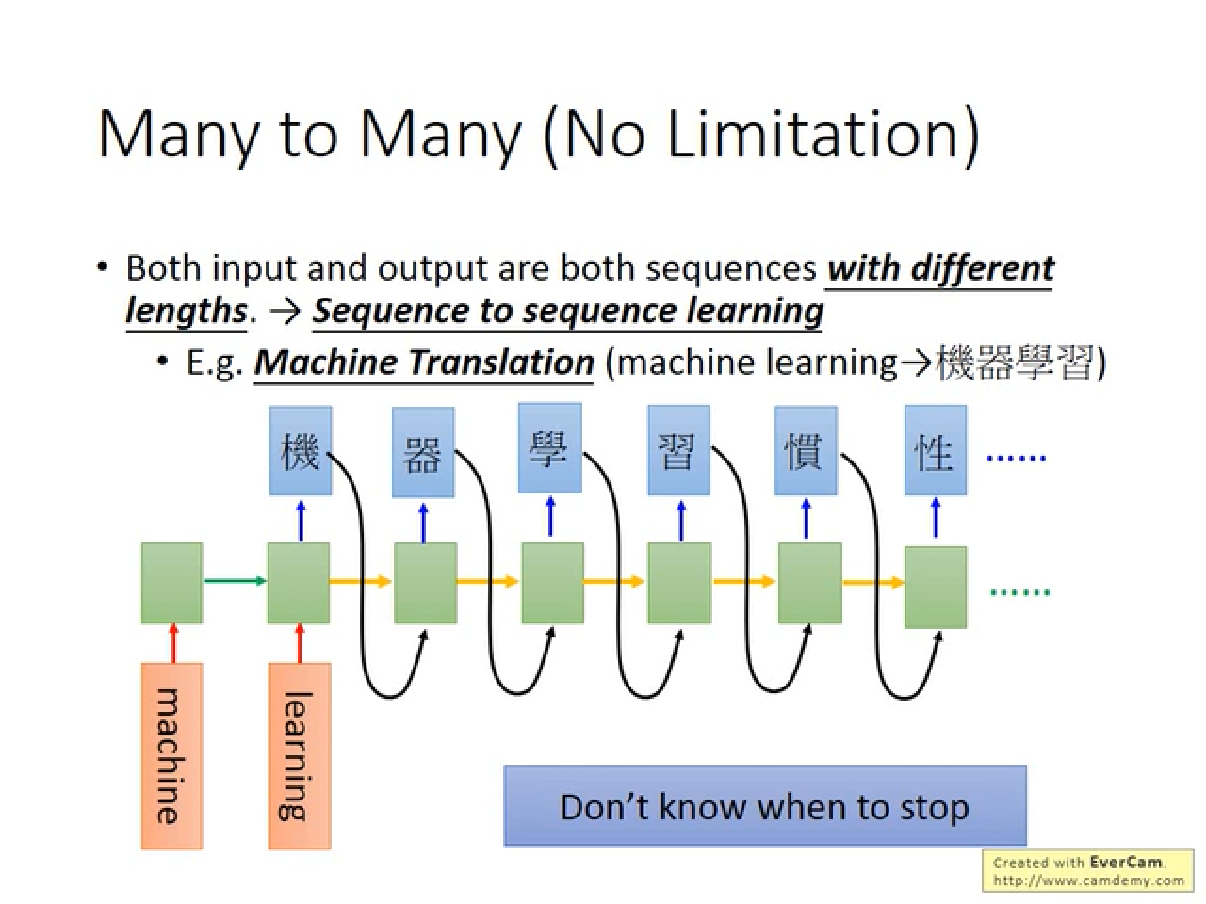 Many to Many (No Limitation)
• Both input and output are both sequences with different
lengths. → Sequence to sequence learning
• E.g. Machine Translation (machine learning→機器學習)
機 器 學 習 慣 性 ……
……
machine learning
Don’t know when to stop
Created with EverCam.
http://www.camdemy.com